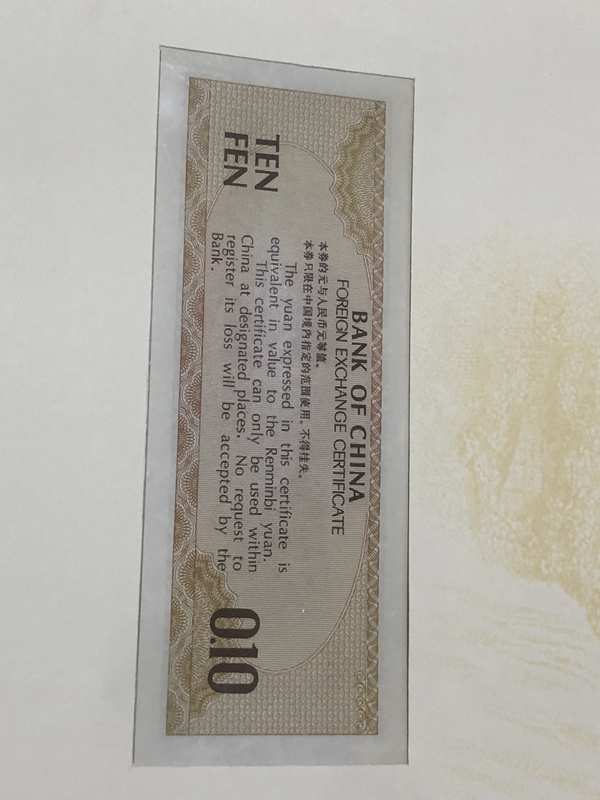 BANK OF CHINA
FOREIGN EXCHANGE CERTIFICATE
本券的元与人民币元等值。
本券只限在中国境内指定的范围使用。不得挂失。
The yuan expressed in this certificate is
equivalent in value to the Renminbi yuan.
This certificate can only be used within
China at designated places. No request to
register its loss will be accepted by the
Bank.
TEN
FEN
0.10